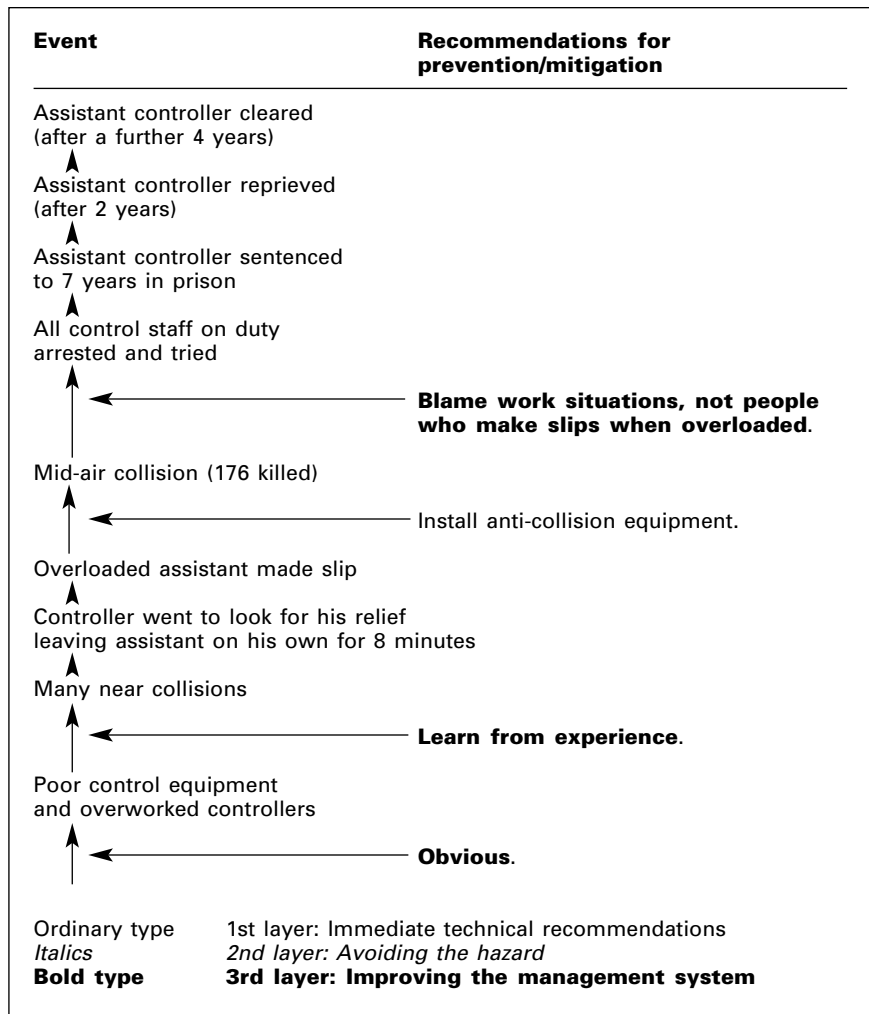 Event Recommendations for
prevention/mitigation
Assistant controller cleared
(after a further 4 years)
Assistant controller reprieved
(after 2 years)
Assistant controller sentenced
to 7 years in prison
All control staff on duty
arrested and tried
Blame work situations, not people
who make slips when overloaded.
Mid-air collision (176 killed)
Install anti-collision equipment.
Overloaded assistant made slip
Controller went to look for his relief
leaving assistant on his own for 8 minutes
Many near collisions
Learn from experience.
Poor control equipment
and overworked controllers
Obvious.
Ordinary type 1st layer: Immediate technical recommendations
Italics 2nd layer: Avoiding the hazard
Bold type 3rd layer: Improving the management system